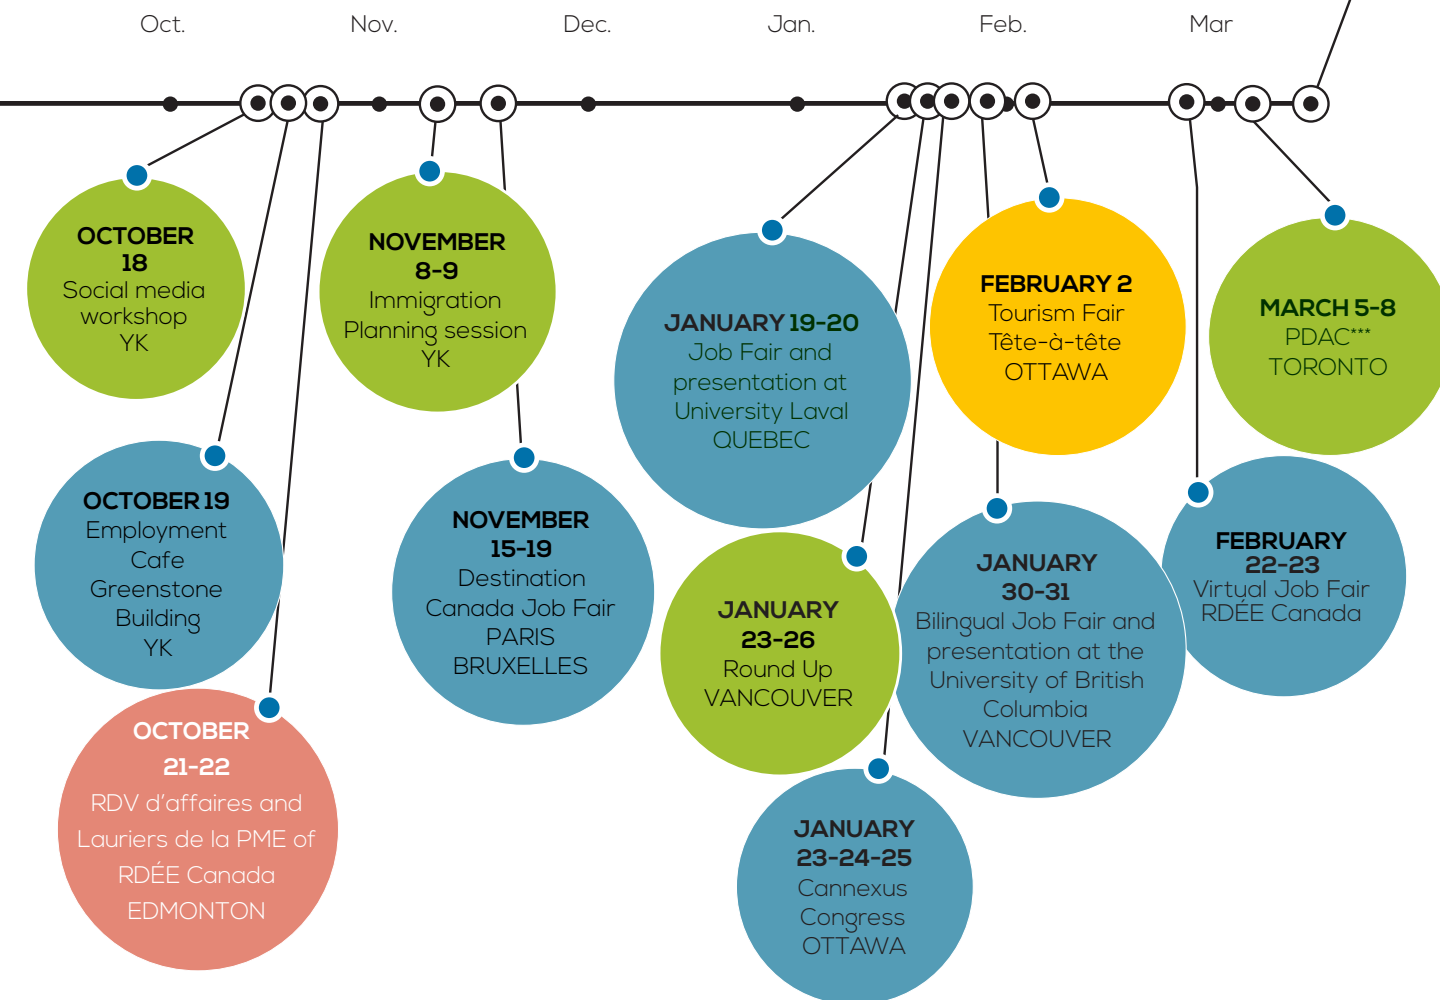 Oct.
Nov.
Dec.
Jan.
Feb.
Mar
OCTOBER
18
Social media
workshop
YK
NOVEMBER
8-9
Immigration
Planning session
YK
JANUARY 19-20
Job Fair and
presentation at
University Laval
QUEBEC
FEBRUARY 2
Tourism Fair
Tête-à-tête
OTTAWA
MARCH 5-8
PDAC***
TORONTO
OCTOBER 19
Employment
Cafe
Greenstone
Building
YK
NOVEMBER
15-19
Destination
Canada Job Fair
PARIS
BRUXELLES
JANUARY
23-26
Round Up
VANCOUVER
JANUARY
30-31
Bilingual Job Fair and
presentation at the
University of British
Columbia
VANCOUVER
FEBRUARY
22-23
Virtual Job Fair
RDÉE Canada
OCTOBER
21-22
RDV d'affaires and
Lauriers de la PME of
RDÉE Canada
EDMONTON
JANUARY
23-24-25
Cannexus
Congress
OTTAWA